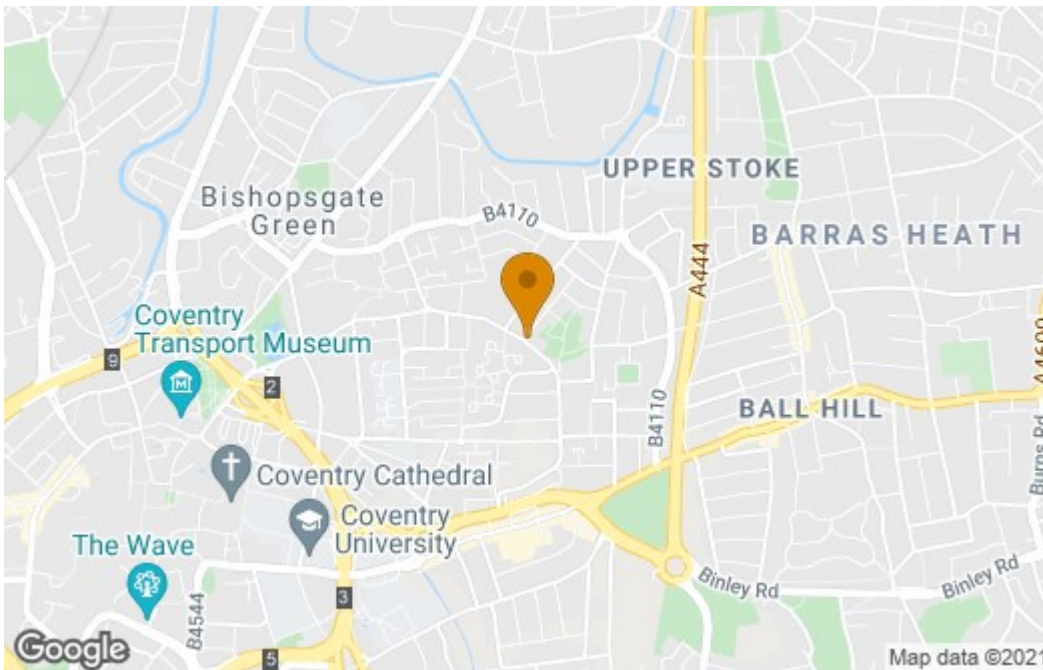 UPPER STOKE
Bishopsgate
Green
B4110
BARRAS HEATH
A444
Coventry
Transport Museum
9
2
A4600
BALL HILL
B4110
Burns Rd
Coventry Cathedral
Coventry
University
The Wave
B4544
3
Binley Rd
Binley Rd
5
Google
Map data ©2021